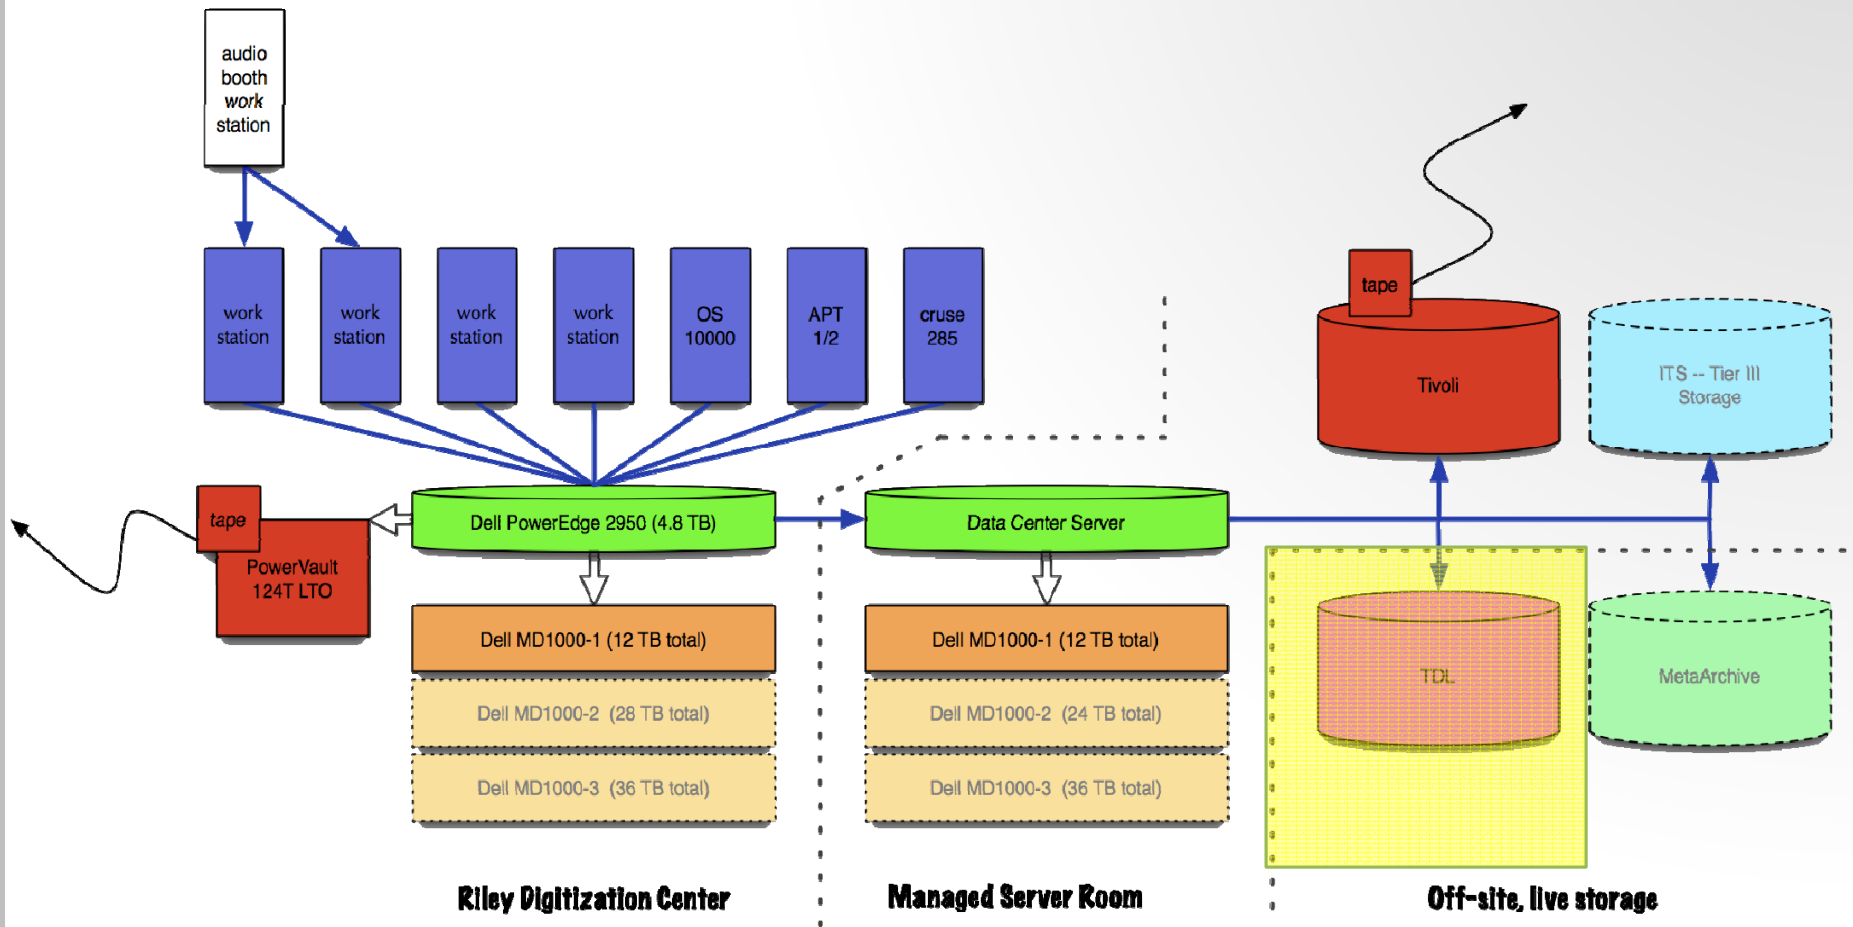 audio
booth
work
station
work
station
work
station
work
station
work
station
OS
10000
APT
1/2
cruse
285
tape
Tivoli
ITS -- Tier III
Storage
tape
PowerVault
124T LTO
Dell PowerEdge 2950 (4.8 TB)
Data Center Server
Dell MD1000-1 (12 TB total)
Dell MD1000-2 (28 TB total)
Dell MD1000-3 (36 TB total)
Dell MD1000-1 (12 TB total)
Dell MD1000-2 (24 TB total)
Dell MD1000-3 (36 TB total)
TDL
MetaArchive
Riley Digitization Center
Managed Server Room
Off-site, live storage